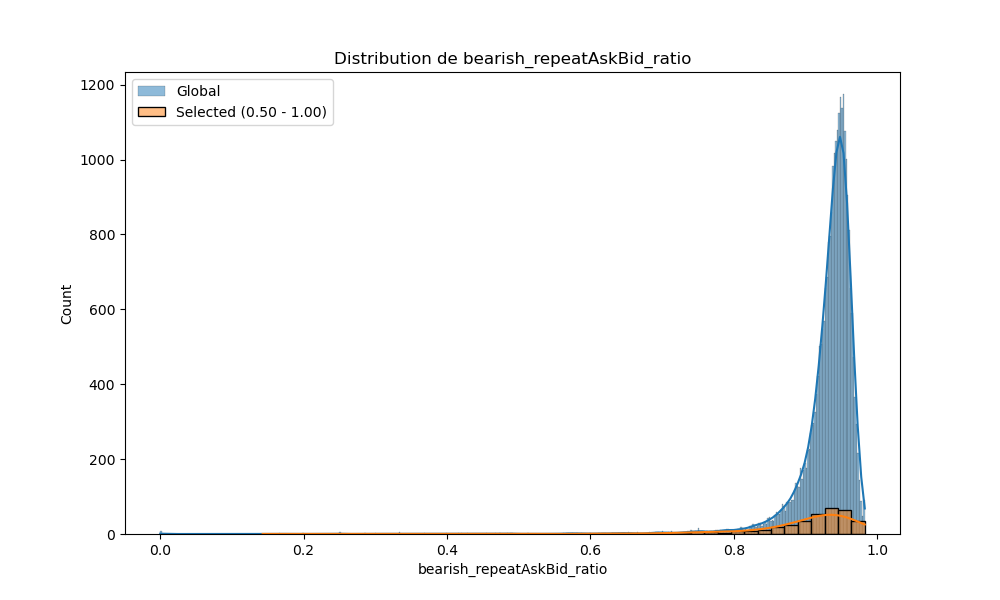 Distribution de bearish_repeatAskBid_ratio
Global
Selected (0.50 - 1.00)
1200
1000
800
600
400
200
0
Count
0.0 0.2 0.4 0.6 0.8 1.0
bearish_repeatAskBid_ratio